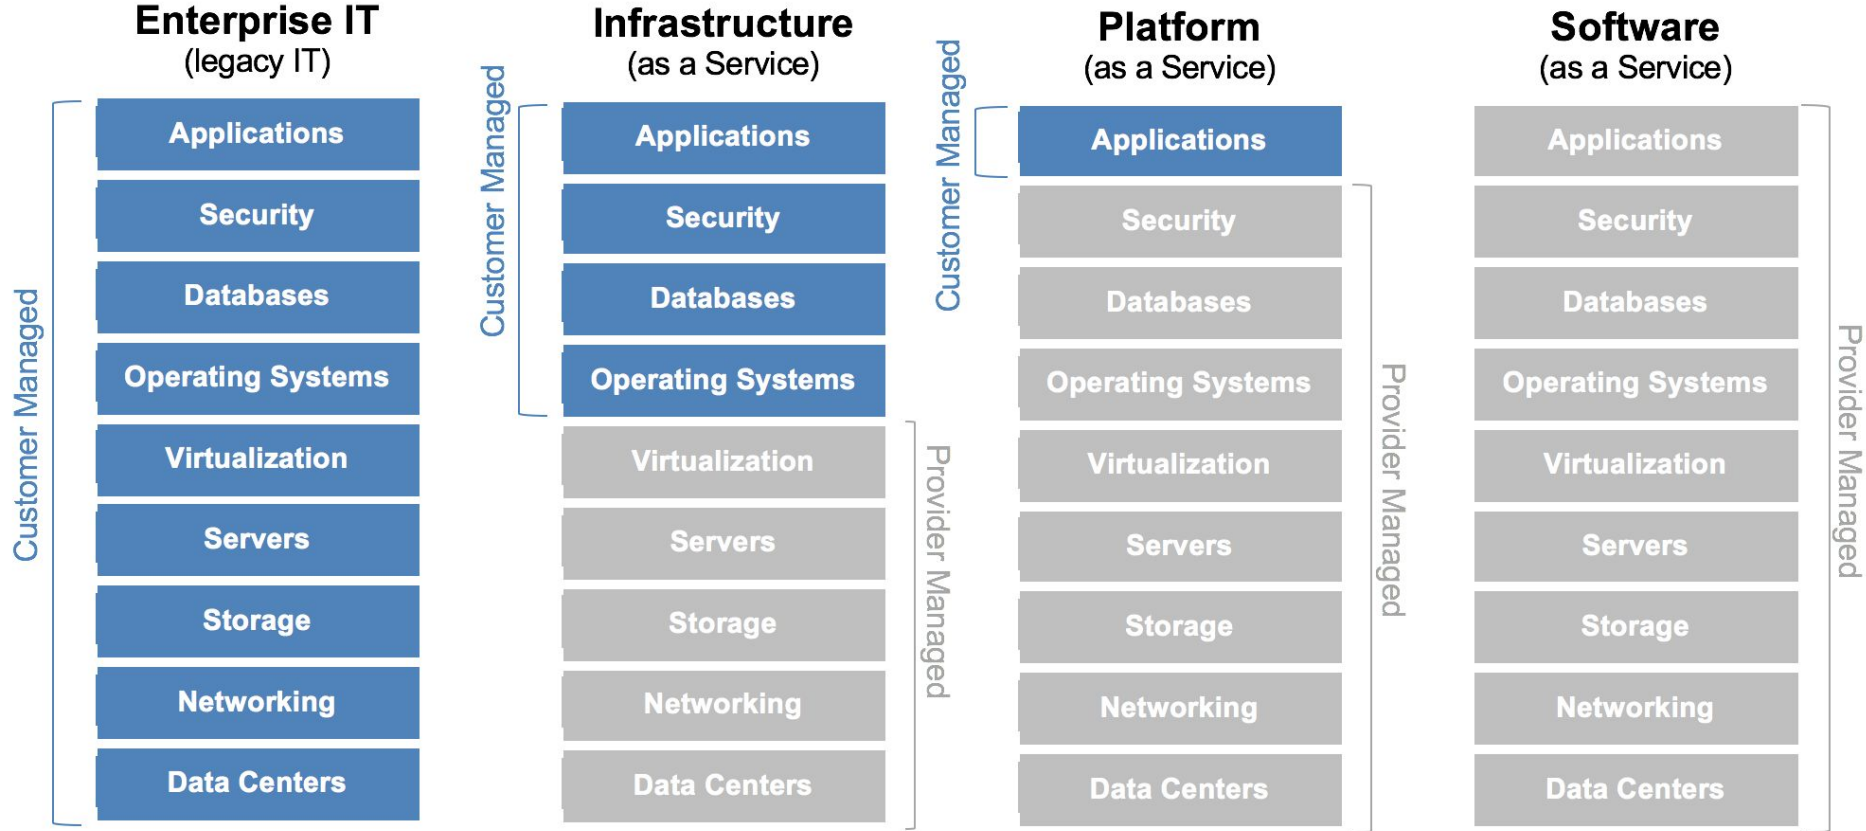 Enterprise IT
(legacy IT)
Customer Managed
Applications
Security
Databases
Operating Systems
Virtualization
Servers
Storage
Networking
Data Centers
Infrastructure
(as a Service)
Customer Managed
Applications
Security
Databases
Operating Systems
Virtualization
Servers
Storage
Networking
Data Centers
Provider Managed
Platform
(as a Service)
Customer Managed
Applications
Security
Databases
Operating Systems
Virtualization
Servers
Storage
Networking
Data Centers
Provider Managed
Software
(as a Service)
Applications
Security
Databases
Operating Systems
Virtualization
Servers
Storage
Networking
Data Centers
Provider Managed